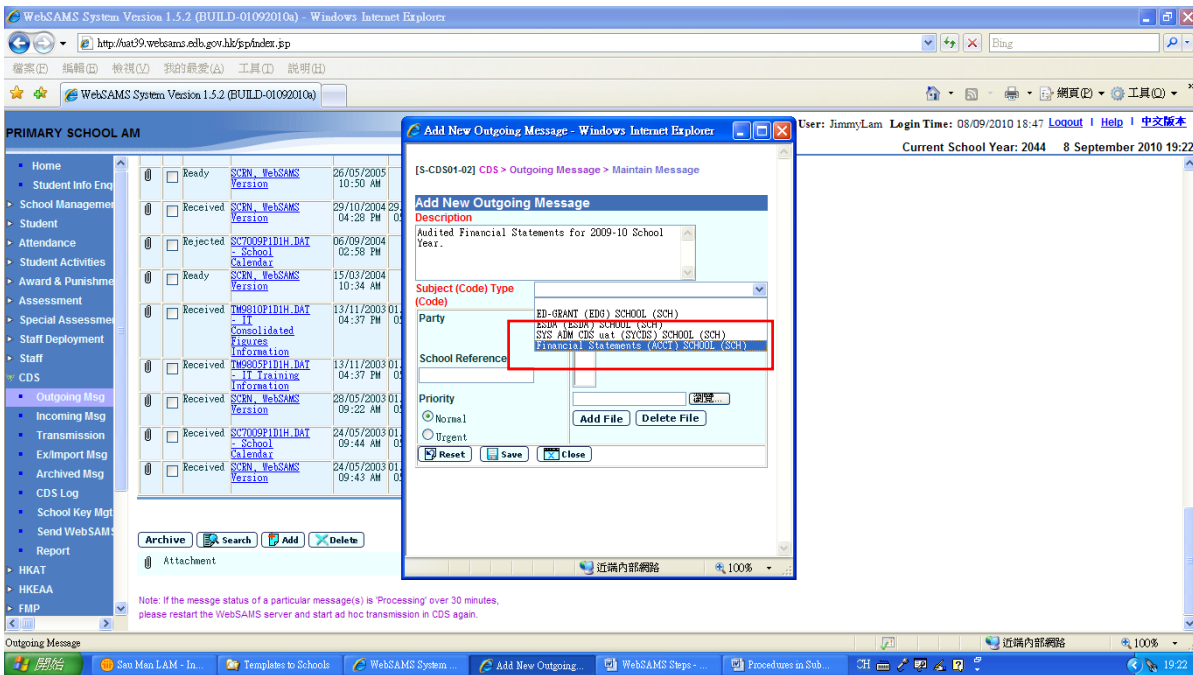 WebSAMS System Version 1.5.2 (BUILD-01092010a) - Windows Internet Explorer
http://uat39.websams.edb.gov.hk/jsp/index.jsp
Bing
檔案(F) 編輯(E) 檢視(V) 我的最愛(A) 工具(T) 說明(H)
WebSAMS System Version 1.5.2 (BUILD-01092010a)
網頁(P) 工具(O)
PRIMARY SCHOOL AM
User: JimmyLam Login Time: 08/09/2010 18:47 Logout | Help | 中文版本
Current School Year: 2044 8 September 2010 19:22
Home
Student Info Enq
School Managemen
Student
Attendance
Student Activities
Award & Punishme
Assessment
Special Assessmen
Staff Deployment
Staff
CDS
Outgoing Msg
Incoming Msg
Transmission
Ex/Import Msg
Archived Msg
CDS Log
School Key Mgt
Send WebSAMS
Report
HKAT
HKEAA
FMP
Ready SCRN, WebSAMS 26/05/2005
Version 10:50 AM
Received SCRN, WebSAMS 29/10/2004 29.
Version 04:28 PM 0
Rejected SC7009P1D1H.DAT 06/09/2004
- School 02:58 PM
Calendar
Ready SCRN, WebSAMS 15/03/2004
Version 10:34 AM
Received TM9810P1D1H.DAT 13/11/2003 01.
- IT 04:37 PM 0
Consolidated
Figures
Information
Received TM9805P1D1H.DAT 13/11/2003 01.
- IT Training 04:37 PM 0
Information
Received SCRN, WebSAMS 28/05/2003 01.
Version 09:22 AM 0
Received SC7009P1D1H.DAT 24/05/2003 01.
- School 09:44 AM 0
Calendar
Received SCRN, WebSAMS 24/05/2003 01.
Version 09:43 AM 0
Archive Search Add Delete
Attachment
Note: If the messge status of a particular message(s) is 'Processing' over 30 minutes,
please restart the WebSAMS server and start ad hoc transmission in CDS again.
Add New Outgoing Message - Windows Internet Explorer
[S-CDS01-02] CDS > Outgoing Message > Maintain Message
Add New Outgoing Message
Description
Audited Financial Statements for 2009-10 School
Year.
Subject (Code) Type
(Code)
ED-GRANT (EDG) SCHOOL (SCH)
ESDA (ESDA) SCHOOL (SCH)
SYS ADM CDS uat (SYCDS) SCHOOL (SCH)
Financial Statements (ACCT) SCHOOL (SCH)
Party
School Reference
Priority
Normal
Urgent
瀏覽...
Add File Delete File
Reset Save Close
近端內部網路 100%
Outgoing Message
近端內部網路 100%
開始 Sau Man LAM - In... Templates to Schools WebSAMS System ... Add New Outgoing... WebSAMS Steps - ... Procedures in Sub... CH 19:22